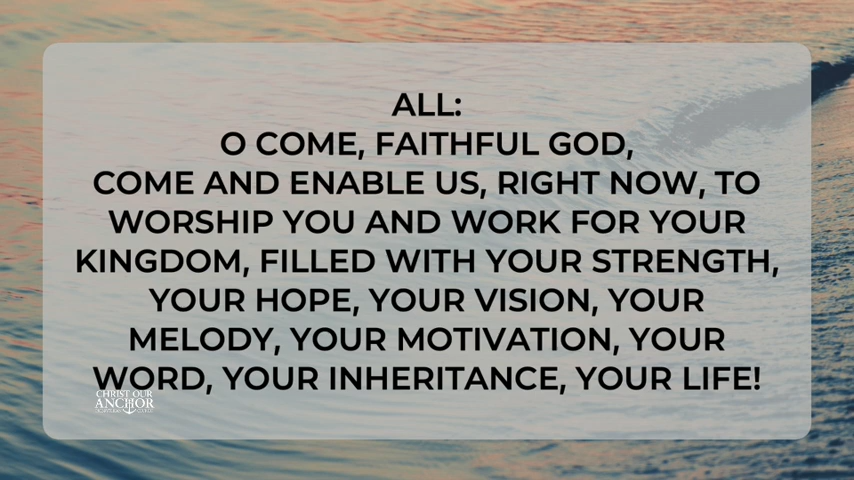 ALL:
O COME, FAITHFUL GOD,
COME AND ENABLE US, RIGHT NOW, TO
WORSHIP YOU AND WORK FOR YOUR
KINGDOM, FILLED WITH YOUR STRENGTH,
YOUR HOPE, YOUR VISION, YOUR
MELODY, YOUR MOTIVATION, YOUR
WORD, YOUR INHERITANCE, YOUR LIFE!
CHRIST OUR
ANCHOR